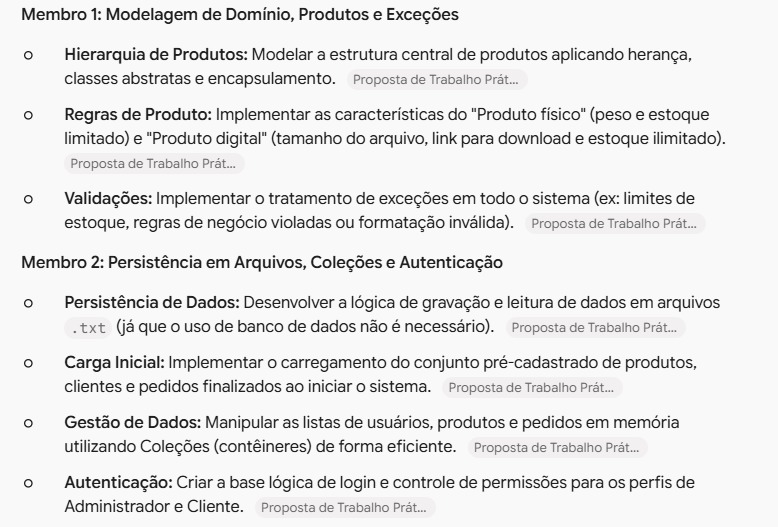 Membro 1: Modelagem de Domínio, Produtos e Exceções
Hierarquia de Produtos: Modelar a estrutura central de produtos aplicando herança,
classes abstratas e encapsulamento. Proposta de Trabalho Prát...
Regras de Produto: Implementar as características do "Produto físico" (peso e estoque
limitado) e "Produto digital" (tamanho do arquivo, link para download e estoque ilimitado).
Proposta de Trabalho Prát...
Validações: Implementar o tratamento de exceções em todo o sistema (ex: limites de
estoque, regras de negócio violadas ou formatação inválida). Proposta de Trabalho Prát...
Membro 2: Persistência em Arquivos, Coleções e Autenticação
Persistência de Dados: Desenvolver a lógica de gravação e leitura de dados em arquivos
.txt (já que o uso de banco de dados não é necessário). Proposta de Trabalho Prát...
Carga Inicial: Implementar o carregamento do conjunto pré-cadastrado de produtos,
clientes e pedidos finalizados ao iniciar o sistema. Proposta de Trabalho Prát...
Gestão de Dados: Manipular as listas de usuários, produtos e pedidos em memória
utilizando Coleções (contêineres) de forma eficiente. Proposta de Trabalho Prát...
Autenticação: Criar a base lógica de login e controle de permissões para os perfis de
Administrador e Cliente. Proposta de Trabalho Prát...